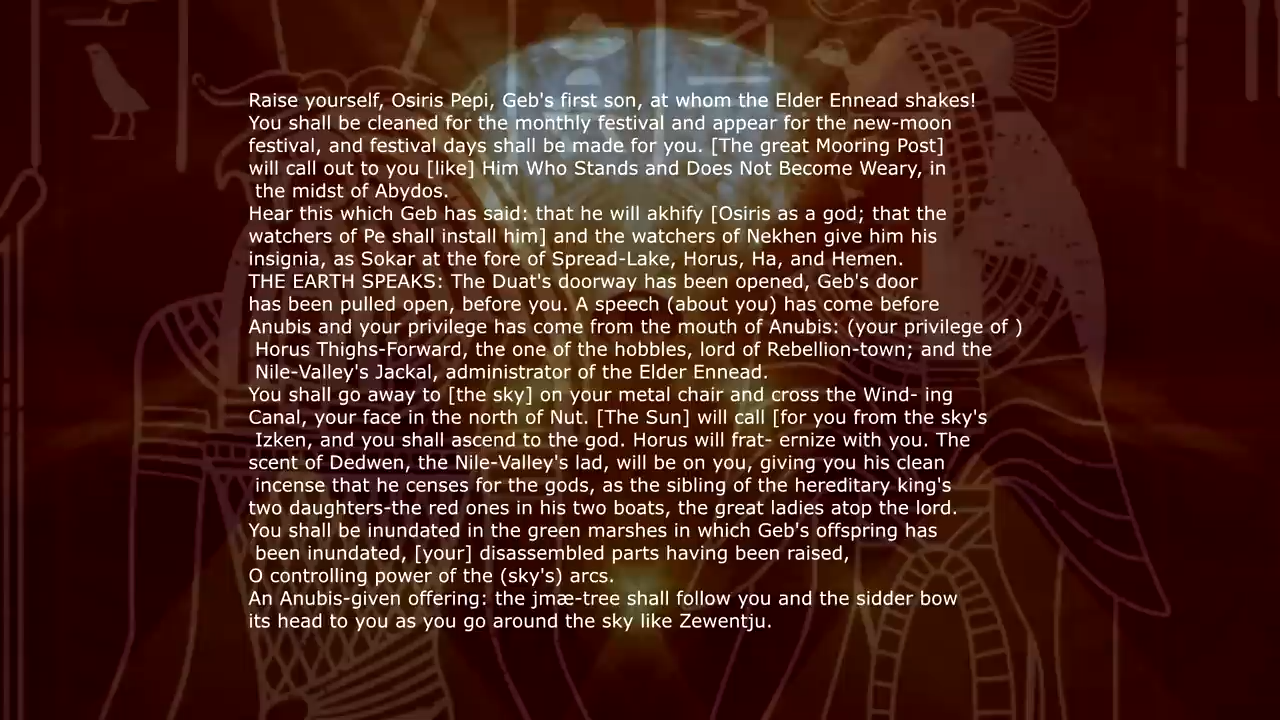 Raise yourself, Osiris Pepi, Geb's first son, at whom the Elder Ennead shakes!
You shall be cleaned for the monthly festival and appear for the new-moon
festival, and festival days shall be made for you. [The great Mooring Post]
will call out to you [like] Him Who Stands and Does Not Become Weary, in
the midst of Abydos.
Hear this which Geb has said: that he will akhify [Osiris as a god; that the
watchers of Pe shall install him] and the watchers of Nekhen give him his
insignia, as Sokar at the fore of Spread-Lake, Horus, Ha, and Hemen.
THE EARTH SPEAKS: The Duat's doorway has been opened, Geb's door
has been pulled open, before you. A speech (about you) has come before
Anubis and your privilege has come from the mouth of Anubis: (your privilege of )
Horus Thighs-Forward, the one of the hobbles, lord of Rebellion-town; and the
Nile-Valley's Jackal, administrator of the Elder Ennead.
You shall go away to [the sky] on your metal chair and cross the Wind- ing
Canal, your face in the north of Nut. [The Sun] will call [for you from the sky's
Izken, and you shall ascend to the god. Horus will frat- ernize with you. The
scent of Dedwen, the Nile-Valley's lad, will be on you, giving you his clean
incense that he censes for the gods, as the sibling of the hereditary king's
two daughters-the red ones in his two boats, the great ladies atop the lord.
You shall be inundated in the green marshes in which Geb's offspring has
been inundated, [your] disassembled parts having been raised,
O controlling power of the (sky's) arcs.
An Anubis-given offering: the jmæ-tree shall follow you and the sidder bow
its head to you as you go around the sky like Zewentju.